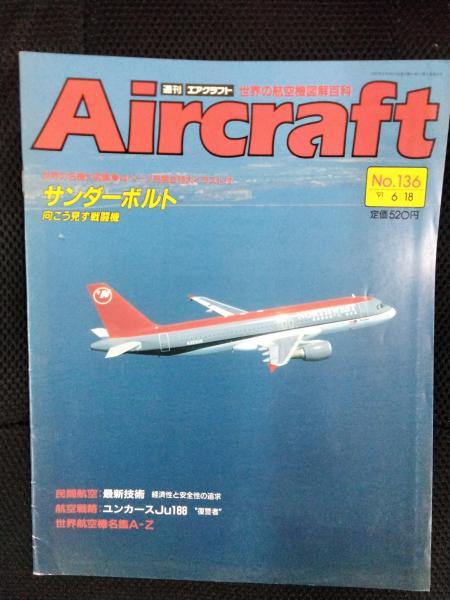 週刊 エアクラフト 世界の航空機図解百科
Aircraft
サンダーボルト
向こう見ず戦闘機
No.136
'91 6/18
定価520円
民間航空:最新技術 経済性と安全性の追求
航空戦略:ユンカースJu188 "復讐者"
世界航空機名鑑A-Z